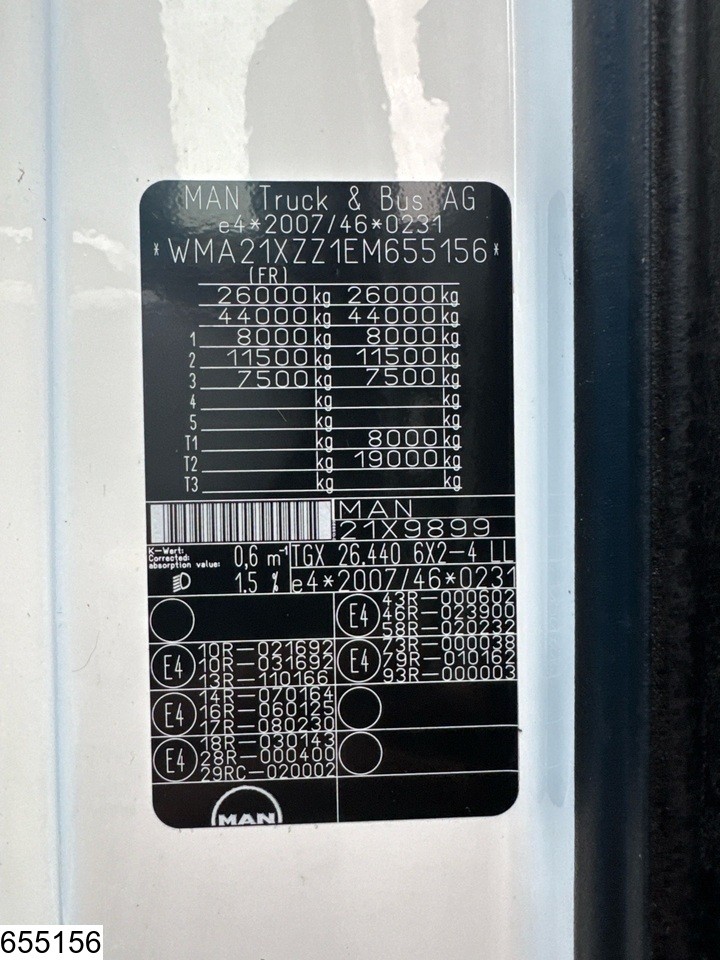 MAN Truck & Bus AG
e4*2007/46*0231
*WMA21XZZ1EM655156*
(FR)
26000 kg 26000 kg
44000 kg 44000 kg
1 8000 kg 8000 kg
2 11500 kg 11500 kg
3 7500 kg 7500 kg
4 kg kg
5 kg kg
T1 kg 8000 kg
T2 kg 19000 kg
T3 kg kg
MAN
21X9899
K-Wert:
Corrected:
absorption value: 0,6 m-1
TGX 26.440 6X2-4 LL
1.5 % e4*2007/46*0231
E4 43R-000602
46R-023900
58R-020232
E4 10R-021692
10R-031692
13R-110166
E4 73R-000038
79R-010162
93R-000003
E4 14R-070164
16R-060125
17R-080230
E4 18R-030143
28R-000400
29RC-020002
MAN
655156